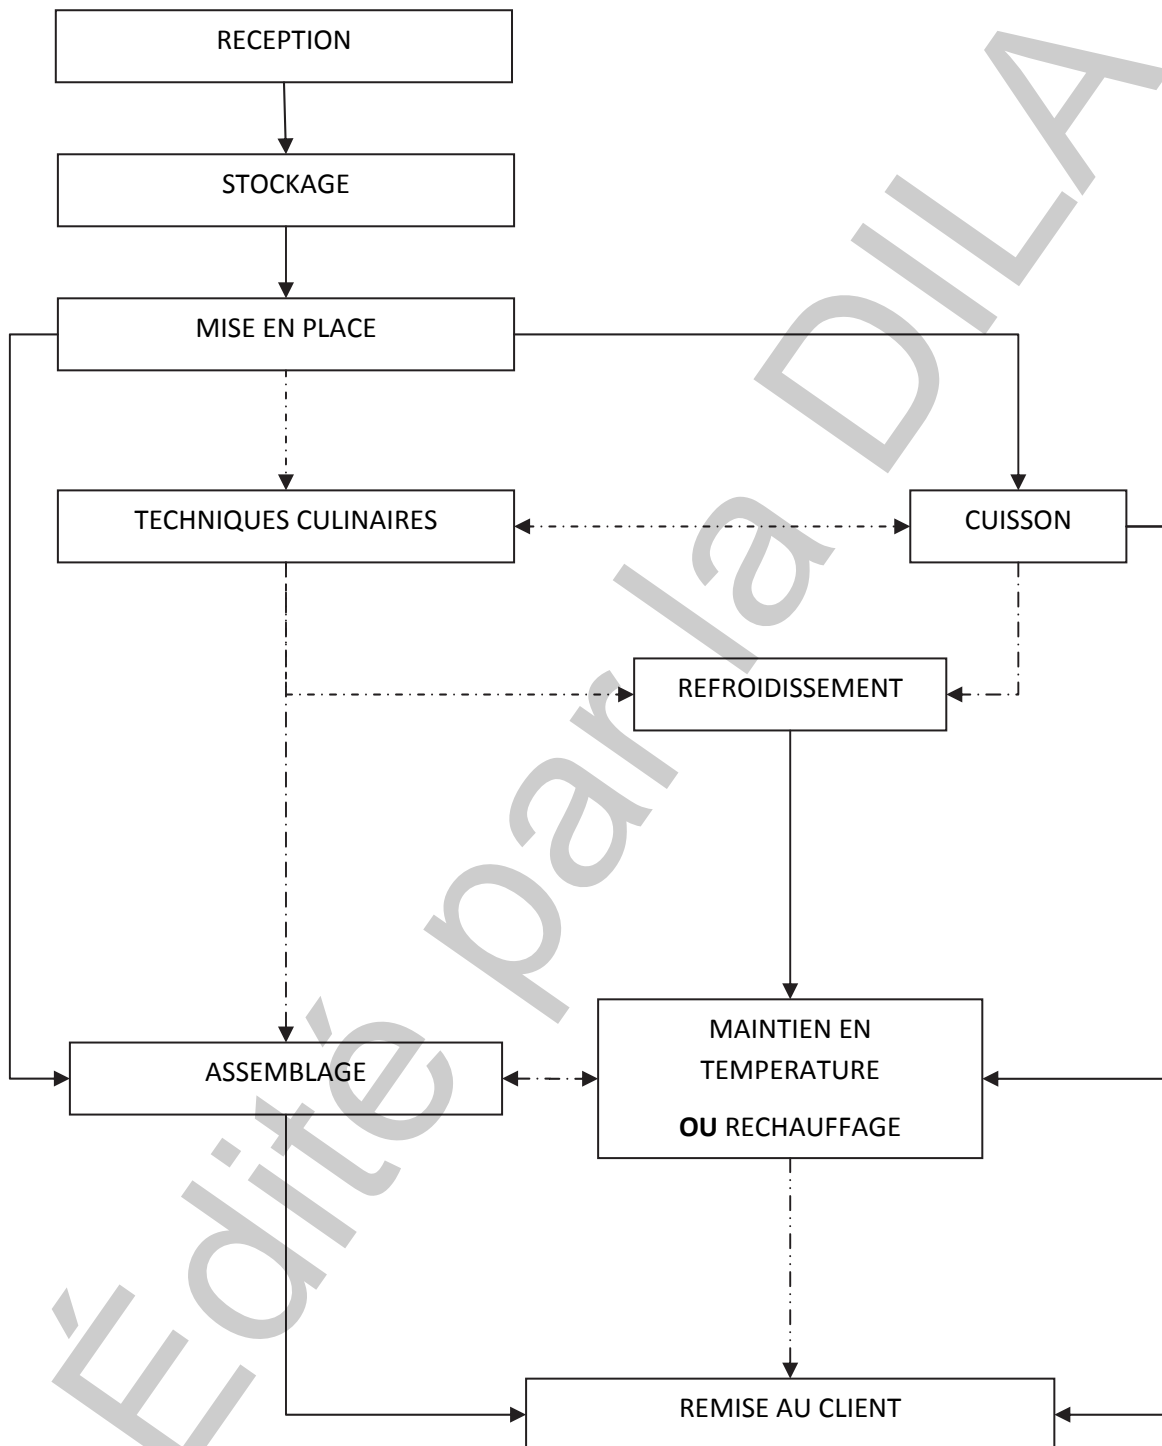 RECEPTION
STOCKAGE
MISE EN PLACE
TECHNIQUES CULINAIRES
CUISSON
REFROIDISSEMENT
MAINTIEN EN
TEMPERATURE
OU RECHAUFFAGE
ASSEMBLAGE
REMISE AU CLIENT
Édité par la DILA